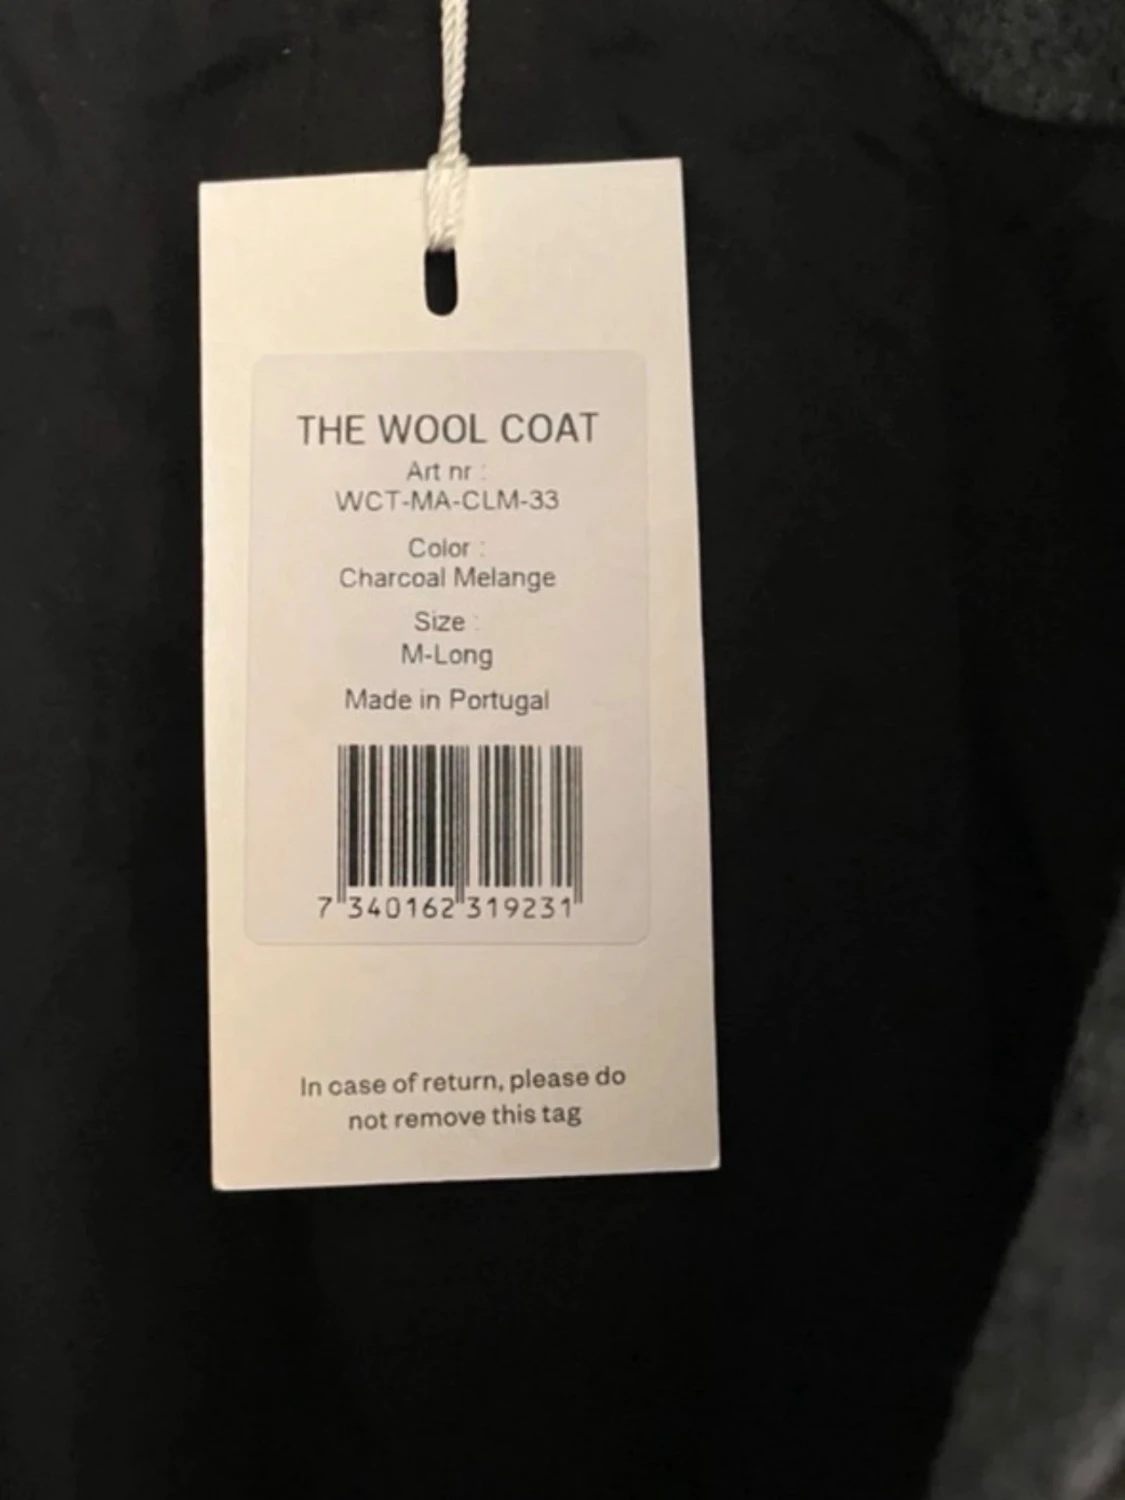 THE WOOL COAT
Art nr :
WCT-MA-CLM-33
Color :
Charcoal Melange
Size :
M-Long
Made in Portugal
7 340162 319231
In case of return, please do
not remove this tag